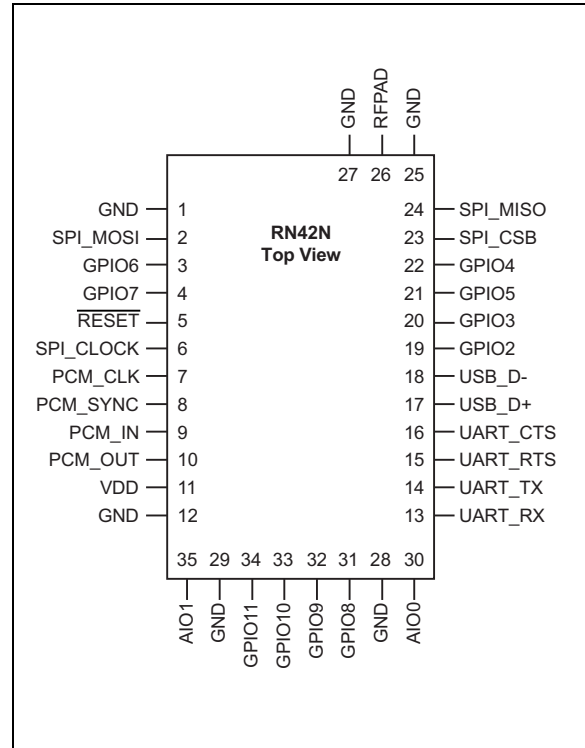 GND RFPAD GND
27 26 25
GND 1 24 SPI_MISO
SPI_MOSI 2 RN42N 23 SPI_CSB
Top View
GPIO6 3 22 GPIO4
GPIO7 4 21 GPIO5
RESET 5 20 GPIO3
SPI_CLOCK 6 19 GPIO2
PCM_CLK 7 18 USB_D-
PCM_SYNC 8 17 USB_D+
PCM_IN 9 16 UART_CTS
PCM_OUT 10 15 UART_RTS
VDD 11 14 UART_TX
GND 12 13 UART_RX
35 29 34 33 32 31 28 30
AIO1 GND GPIO11 GPIO10 GPIO9 GPIO8 GND AIO0